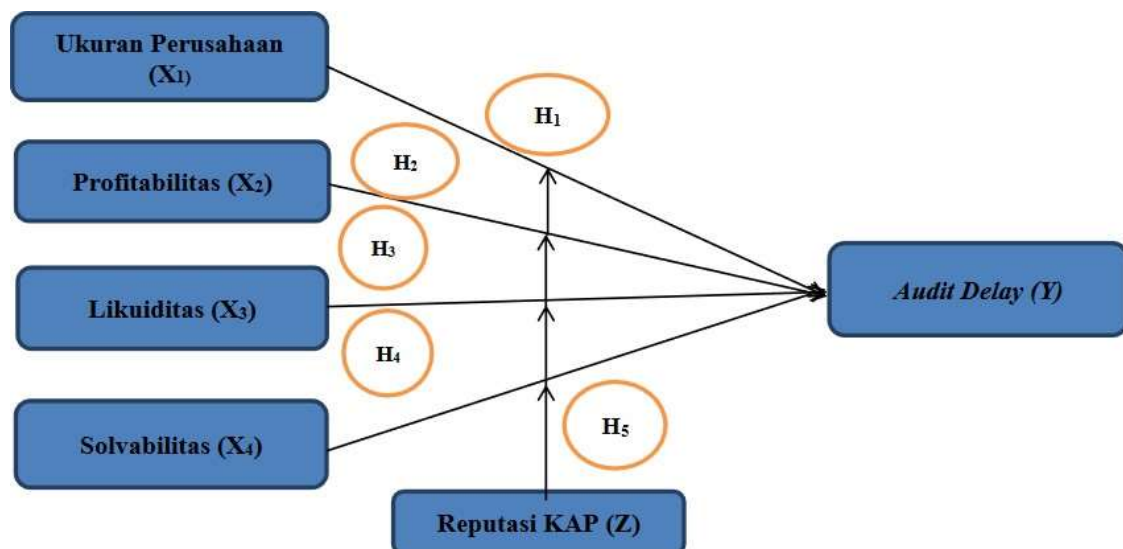 Ukuran Perusahaan
(X1)
H1
H2
Profitabilitas (X2)
H3
Audit Delay (Y)
Likuiditas (X3)
H4
H5
Solvabilitas (X4)
Reputasi KAP (Z)